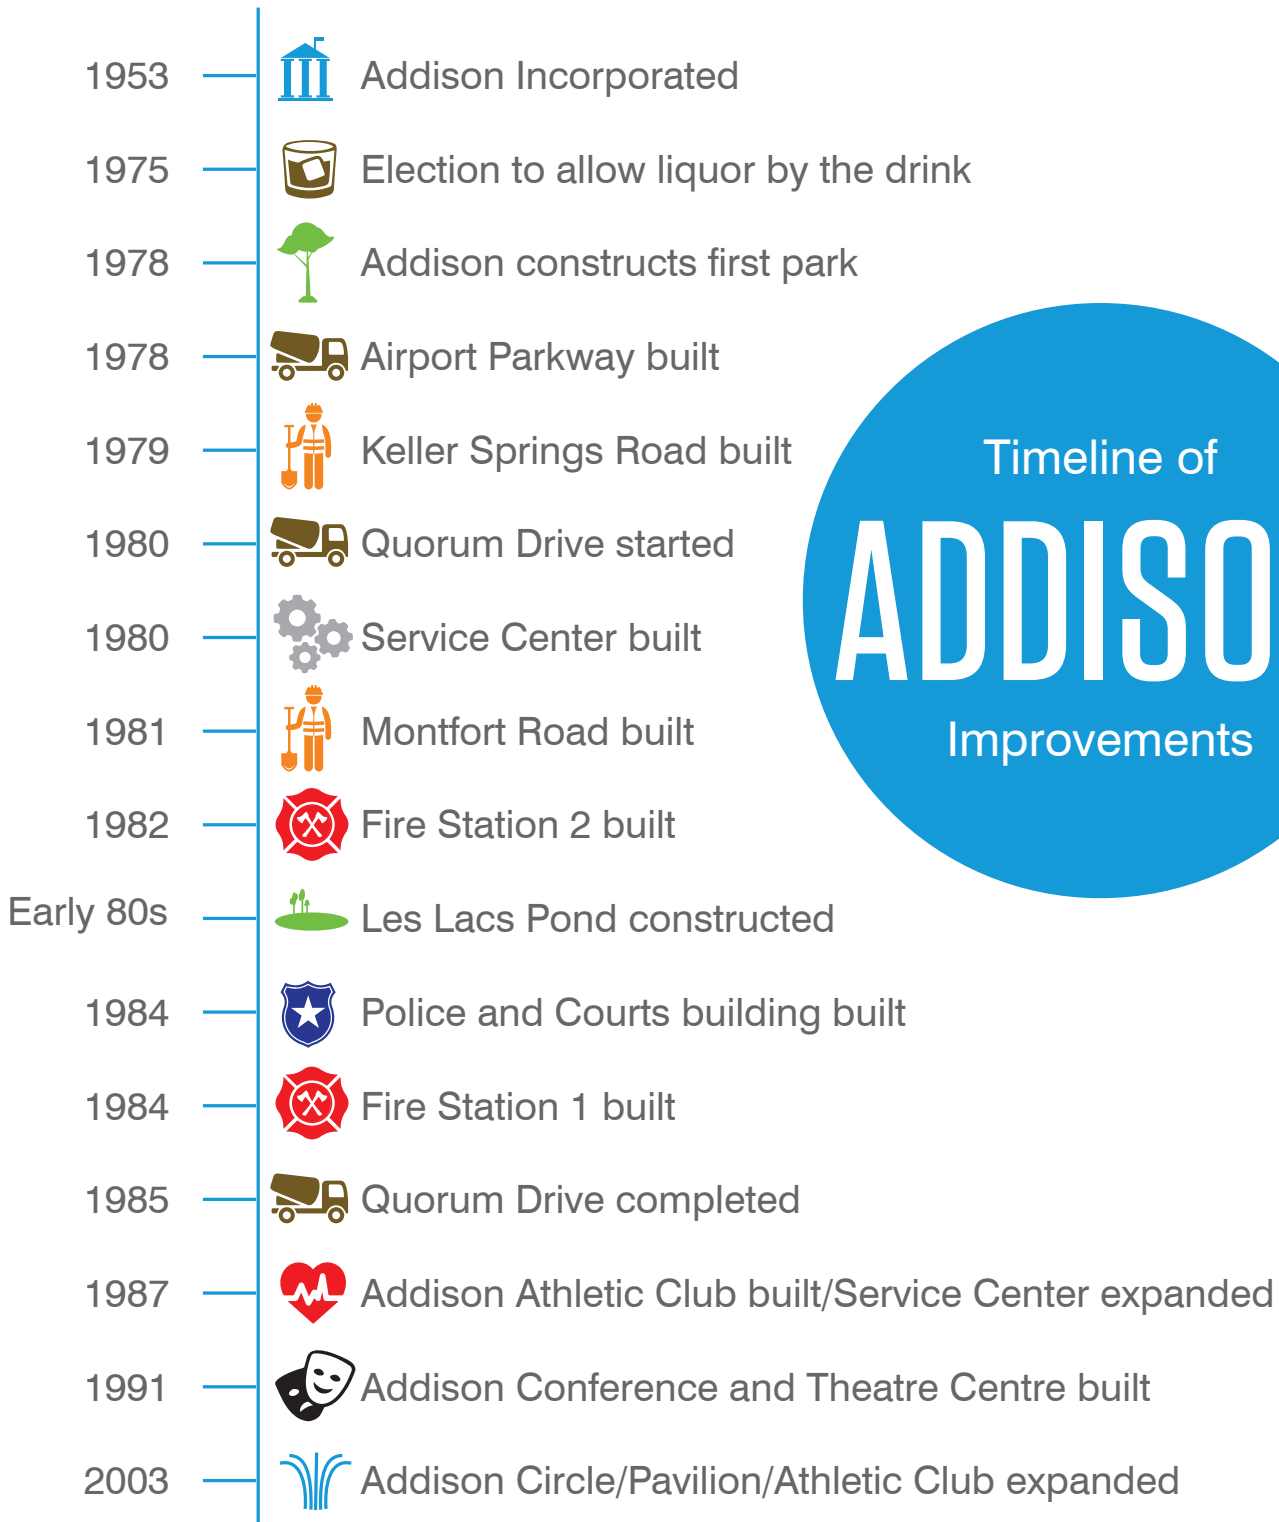 1953 Addison Incorporated
1975 Election to allow liquor by the drink
1978 Addison constructs first park
1978 Airport Parkway built
1979 Keller Springs Road built
1980 Quorum Drive started
1980 Service Center built
1981 Montfort Road built
1982 Fire Station 2 built
Early 80s Les Lacs Pond constructed
1984 Police and Courts building built
1984 Fire Station 1 built
1985 Quorum Drive completed
1987 Addison Athletic Club built/Service Center expanded
1991 Addison Conference and Theatre Centre built
2003 Addison Circle/Pavilion/Athletic Club expanded
Timeline of
ADDISO
Improvements